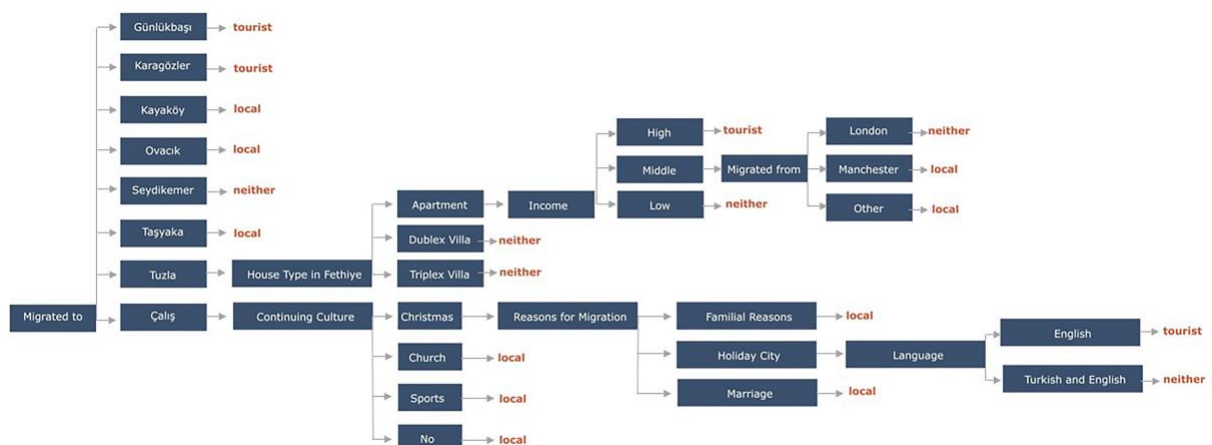 Günlükbaşı
tourist
Karagözler
tourist
Kayaköy
local
Ovacık
local
Seydikemer
neither
Taşyaka
local
Tuzla
House Type in Fethiye
Apartment
Income
High
tourist
Middle
Migrated from
London
neither
Manchester
local
Other
local
Low
neither
Dublex Villa
neither
Triplex Villa
neither
Migrated to
Çalış
Continuing Culture
Christmas
Reasons for Migration
Familial Reasons
local
Holiday City
Language
English
tourist
Turkish and English
neither
Marriage
local
Church
local
Sports
local
No
local